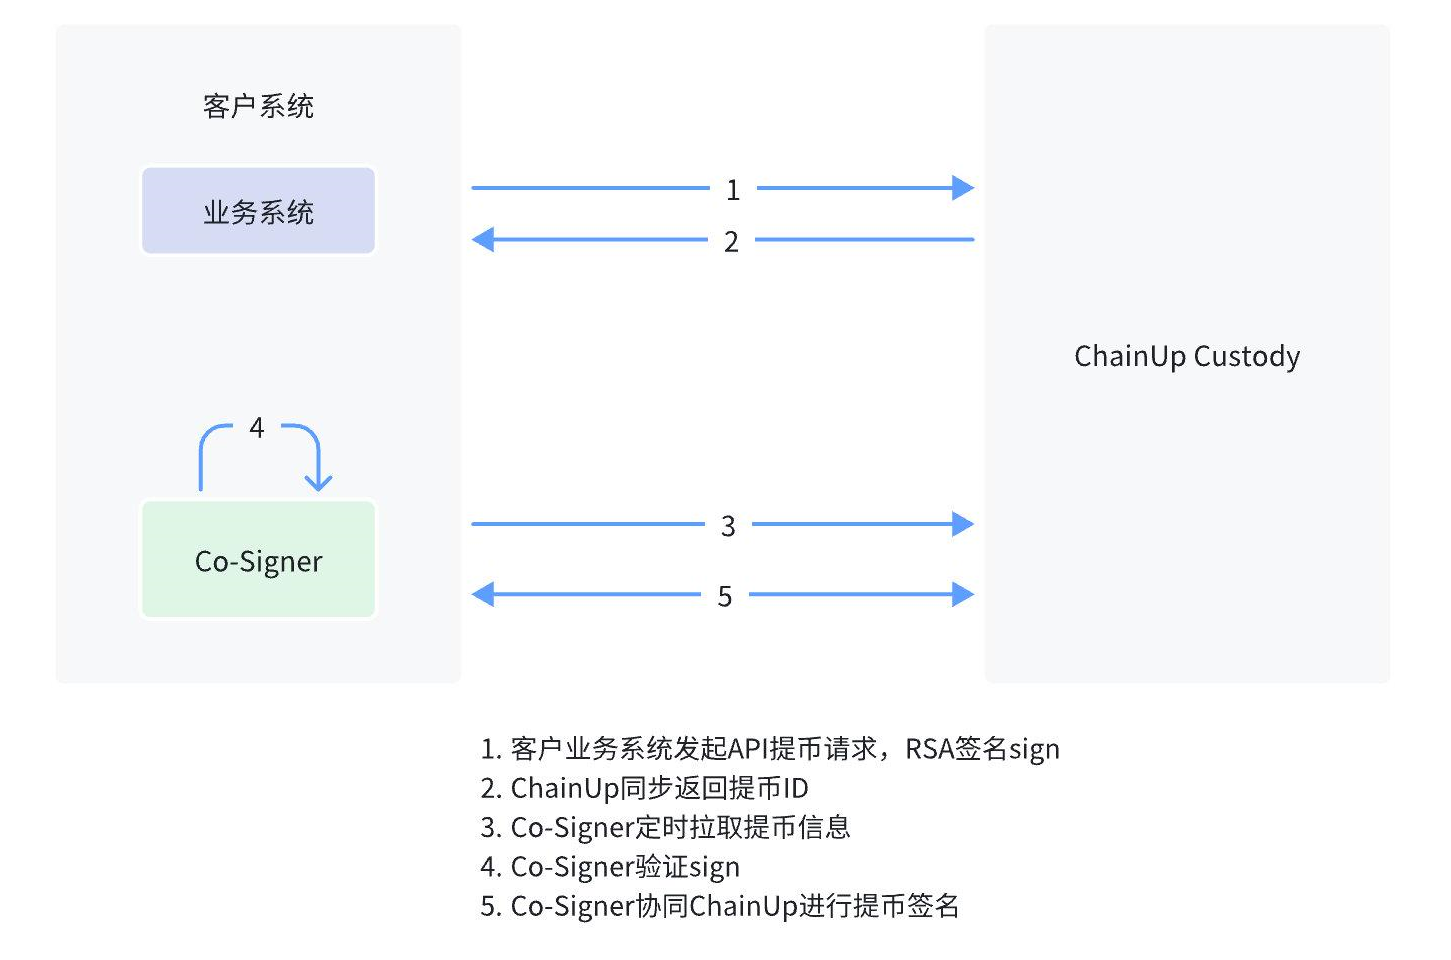 客户系统
业务系统
1
2
ChainUp Custody
4
3
Co-Signer
5
1. 客户业务系统发起API提币请求，RSA签名sign
2. ChainUp同步返回提币ID
3. Co-Signer定时拉取提币信息
4. Co-Signer验证sign
5. Co-Signer协同ChainUp进行提币签名